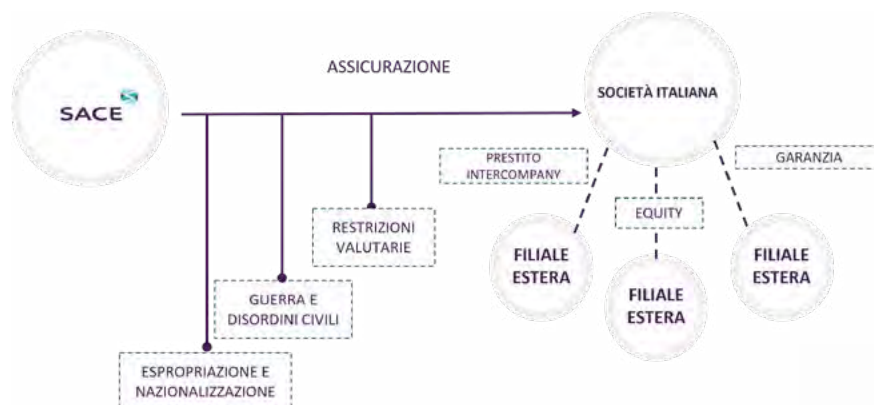 ASSICURAZIONE
SACE
SOCIETÀ ITALIANA
PRESTITO
INTERCOMPANY
GARANZIA
EQUITY
RESTRIZIONI
VALUTARIE
FILIALE
ESTERA
FILIALE
ESTERA
FILIALE
ESTERA
GUERRA E
DISORDINI CIVILI
ESPROPRIAZIONE E
NAZIONALIZZAZIONE